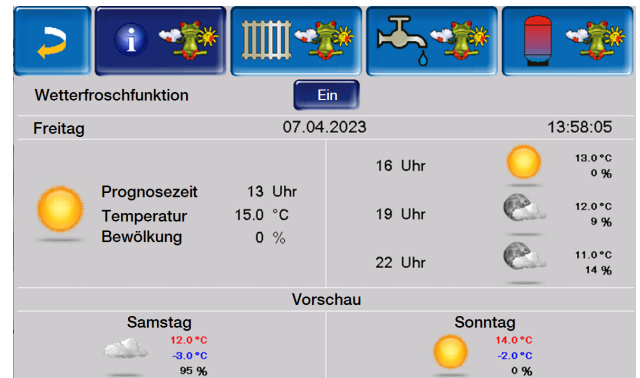 i
Wetterfroschfunktion Ein
Freitag 07.04.2023 13:58:05
Prognosezeit 13 Uhr
Temperatur 15.0 °C
Bewölkung 0 %
16 Uhr 13.0°C
0 %
19 Uhr 12.0°C
9 %
22 Uhr 11.0°C
14 %
Vorschau
Samstag
12.0°C
-3.0°C
95 %
Sonntag
14.0°C
-2.0°C
0 %